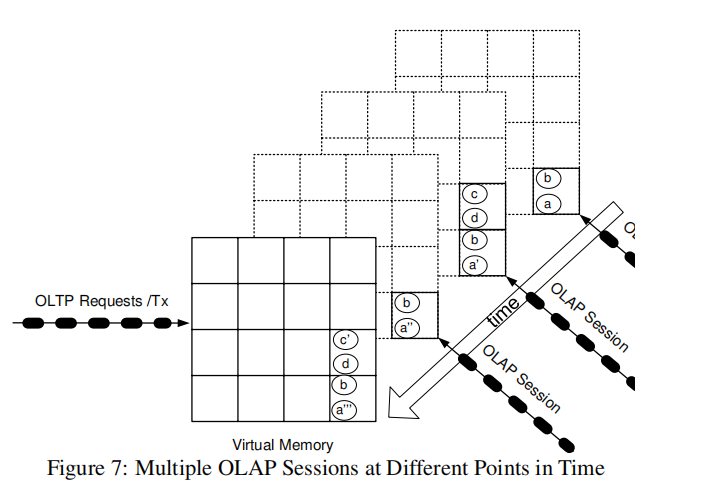 b
a
c
d
b
a'
OLAP Session
time
b
a''
OLAP Session
OLTP Requests /Tx
c'
d
b
a'''
Virtual Memory
Figure 7: Multiple OLAP Sessions at Different Points in Time